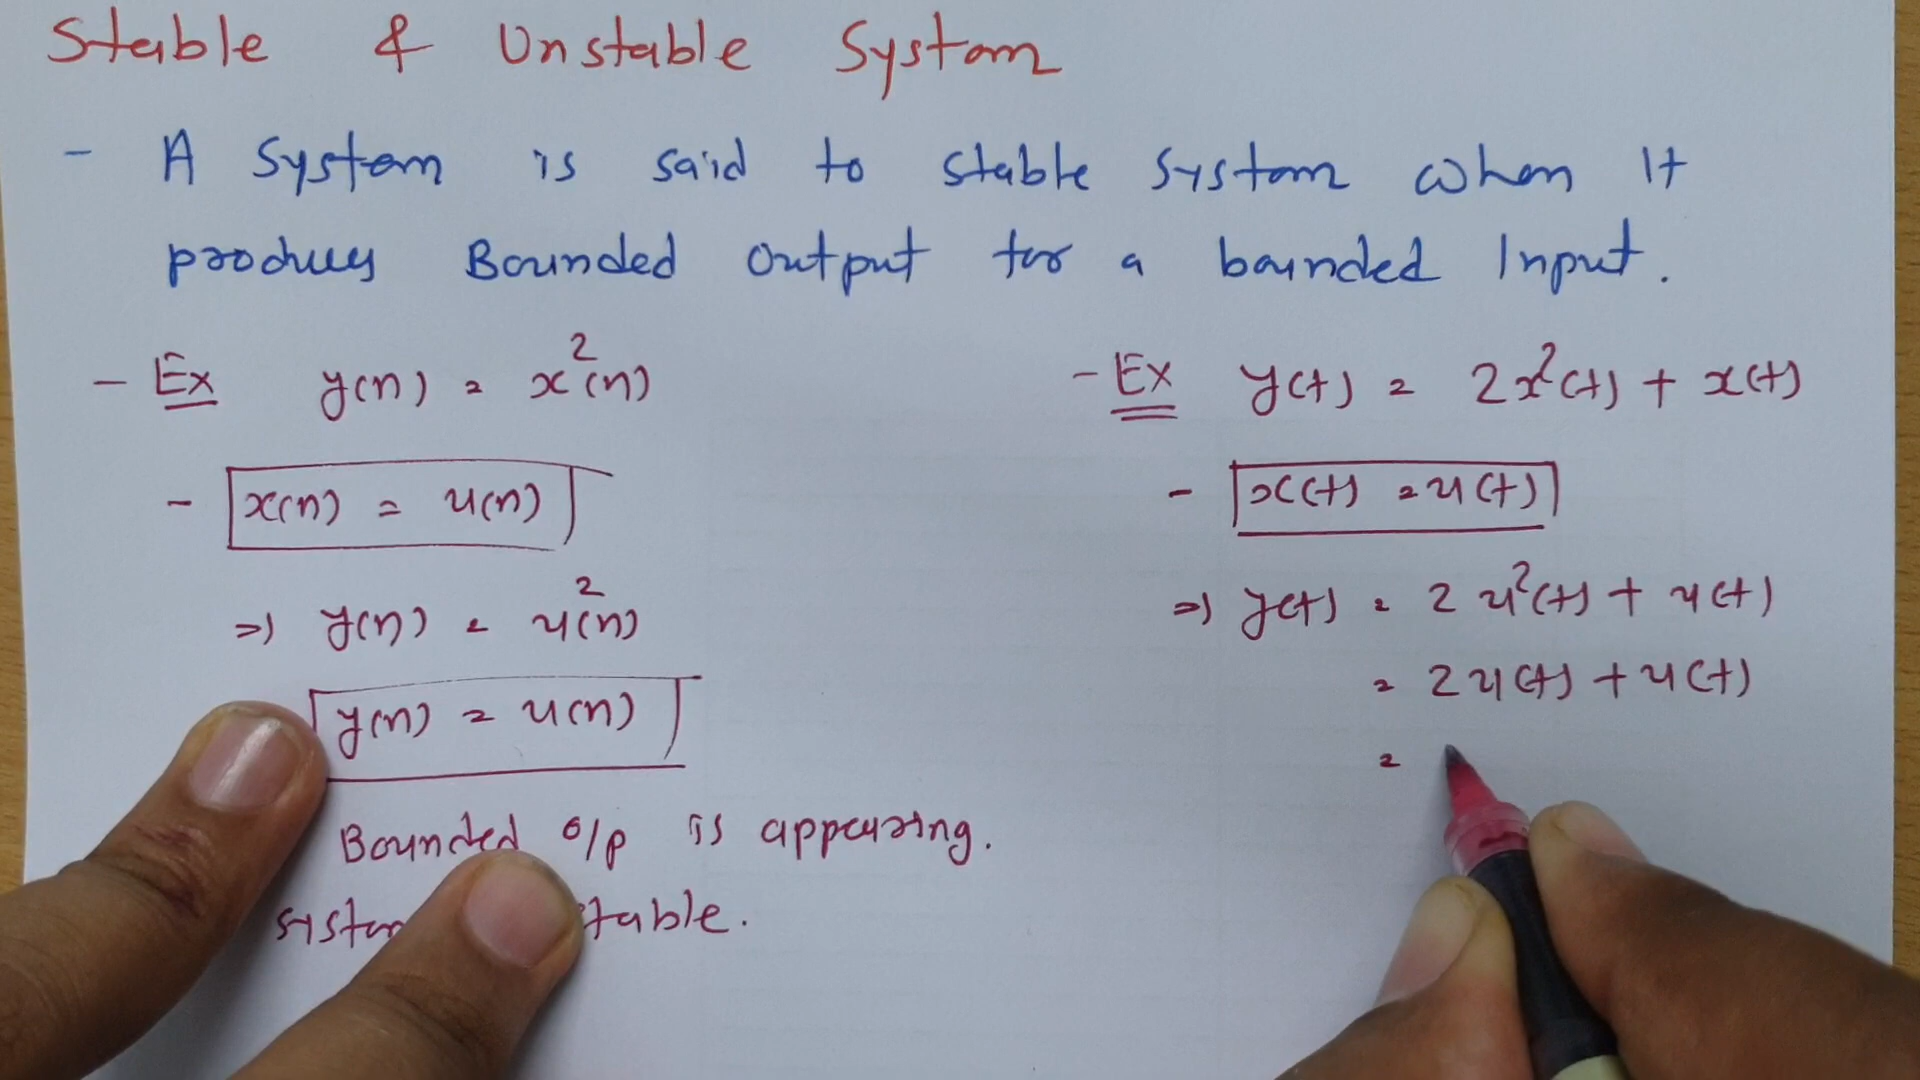 Stable & Unstable System
- A System is said to stable system when It
produces Bounded output for a bounded Input.
- Ex y(n) = x²(n)
- x(n) = u(n)
⇒ y(n) = u²(n)
y(n) = u(n)
Bounded o/p is appearing.
system table.
- Ex y(t) = 2x²(t) + x(t)
- x(t) = u(t)
⇒ y(t) = 2u²(t) + u(t)
= 2u(t) + u(t)
=